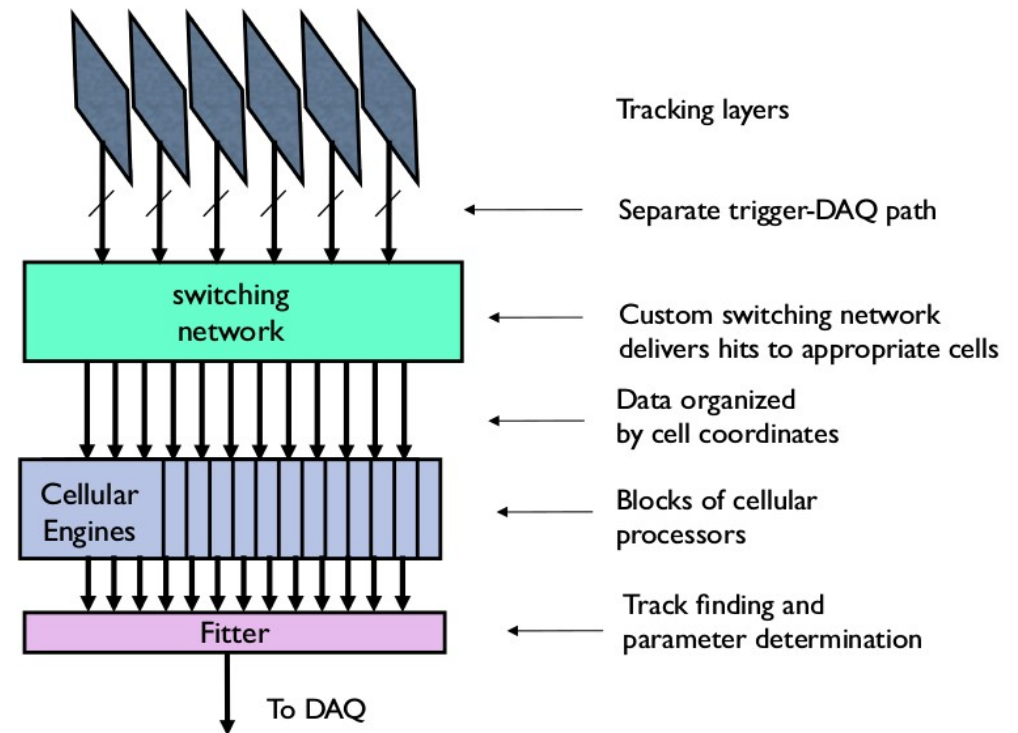 Tracking layers
Separate trigger-DAQ path
switching
network
Custom switching network
delivers hits to appropriate cells
Data organized
by cell coordinates
Cellular
Engines
Blocks of cellular
processors
Fitter
Track finding and
parameter determination
To DAQ